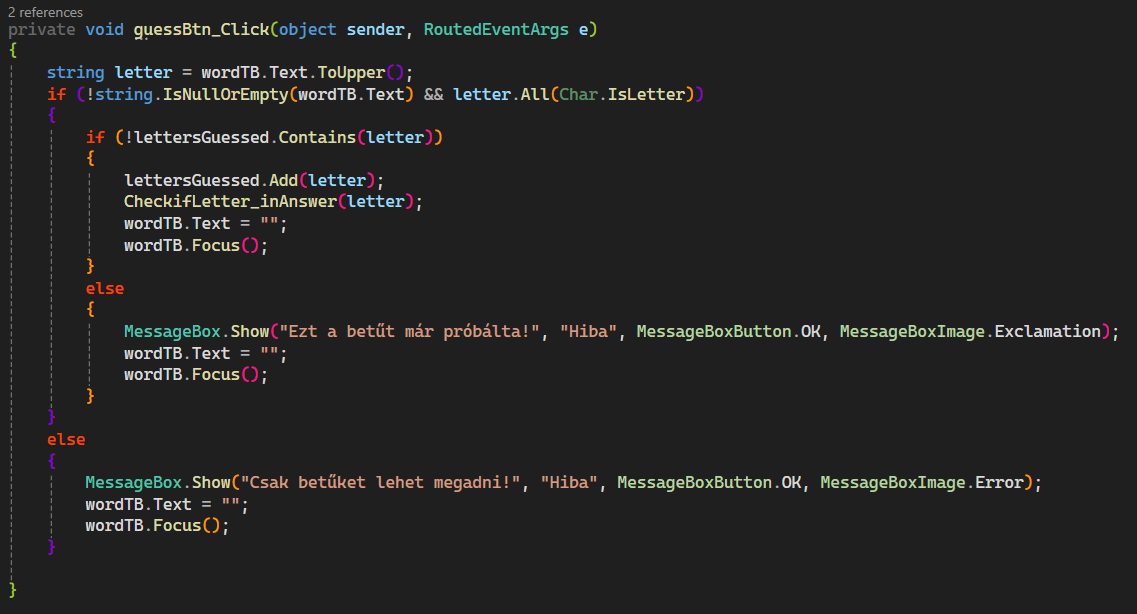 2 references
private void guessBtn_Click(object sender, RoutedEventArgs e)
{
    string letter = wordTB.Text.ToUpper();
    if (!string.IsNullOrEmpty(wordTB.Text) && letter.All(Char.IsLetter))
    {
        if (!lettersGuessed.Contains(letter))
        {
            lettersGuessed.Add(letter);
            CheckifLetter_inAnswer(letter);
            wordTB.Text = "";
            wordTB.Focus();
        }
        else
        {
            MessageBox.Show("Ezt a betűt már próbálta!", "Hiba", MessageBoxButton.OK, MessageBoxImage.Exclamation);
            wordTB.Text = "";
            wordTB.Focus();
        }
    }
    else
    {
        MessageBox.Show("Csak betűket lehet megadni!", "Hiba", MessageBoxButton.OK, MessageBoxImage.Error);
        wordTB.Text = "";
        wordTB.Focus();
    }
}